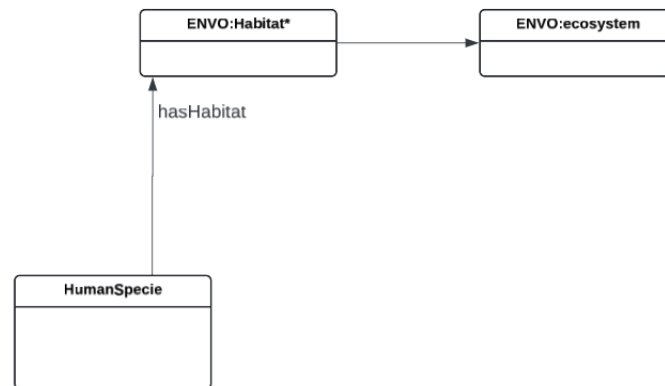 ENVO:Habitat*
ENVO:ecosystem
hasHabitat
HumanSpecie